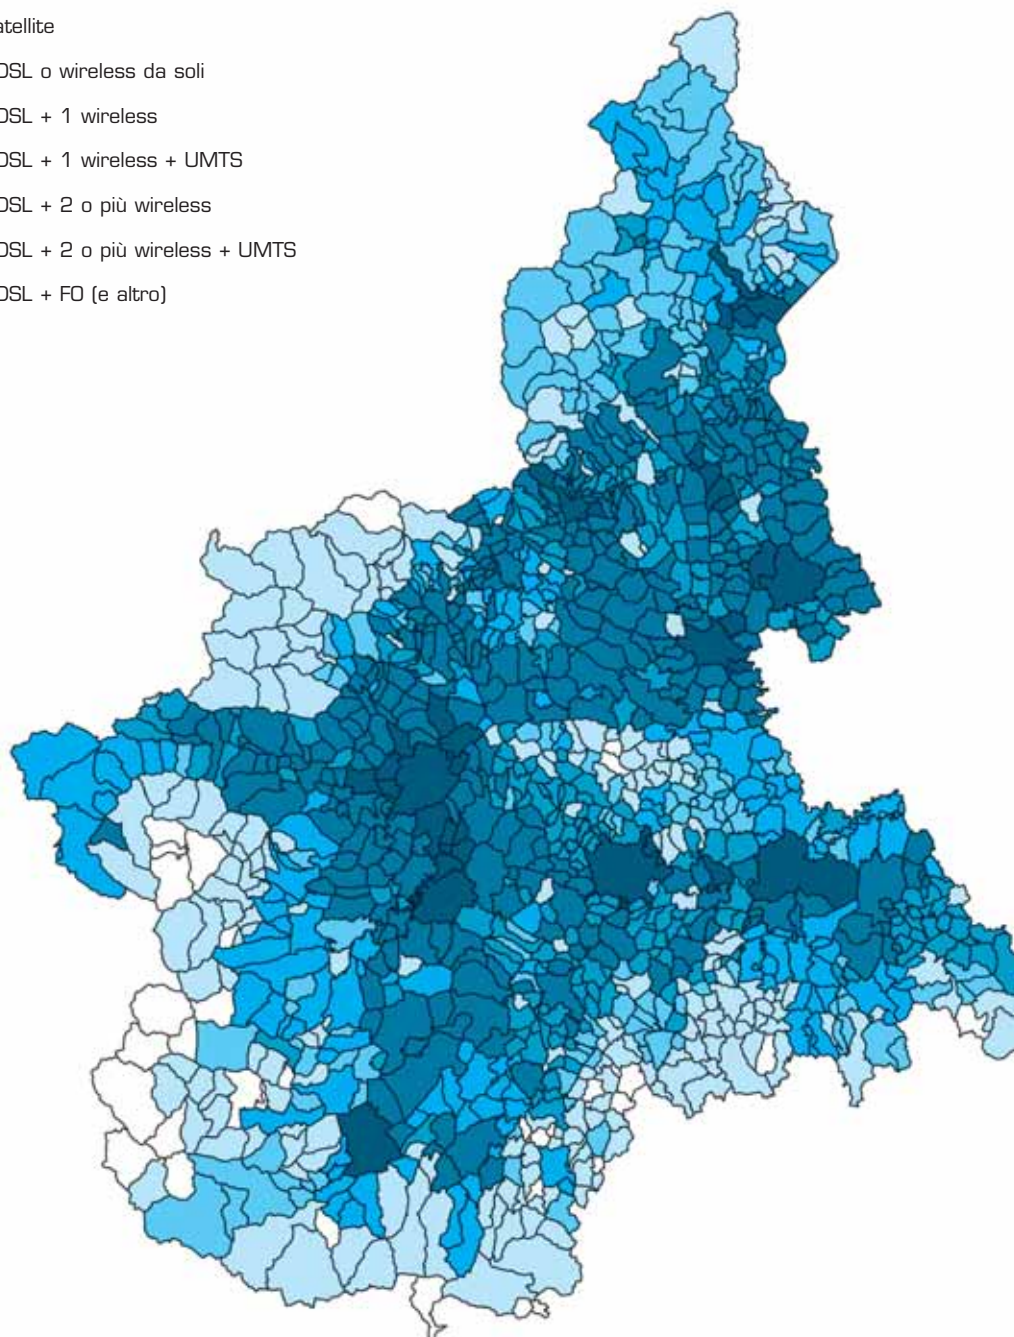 atellite
DSL o wireless da soli
DSL + 1 wireless
DSL + 1 wireless + UMTS
DSL + 2 o più wireless
DSL + 2 o più wireless + UMTS
DSL + FO (e altro)